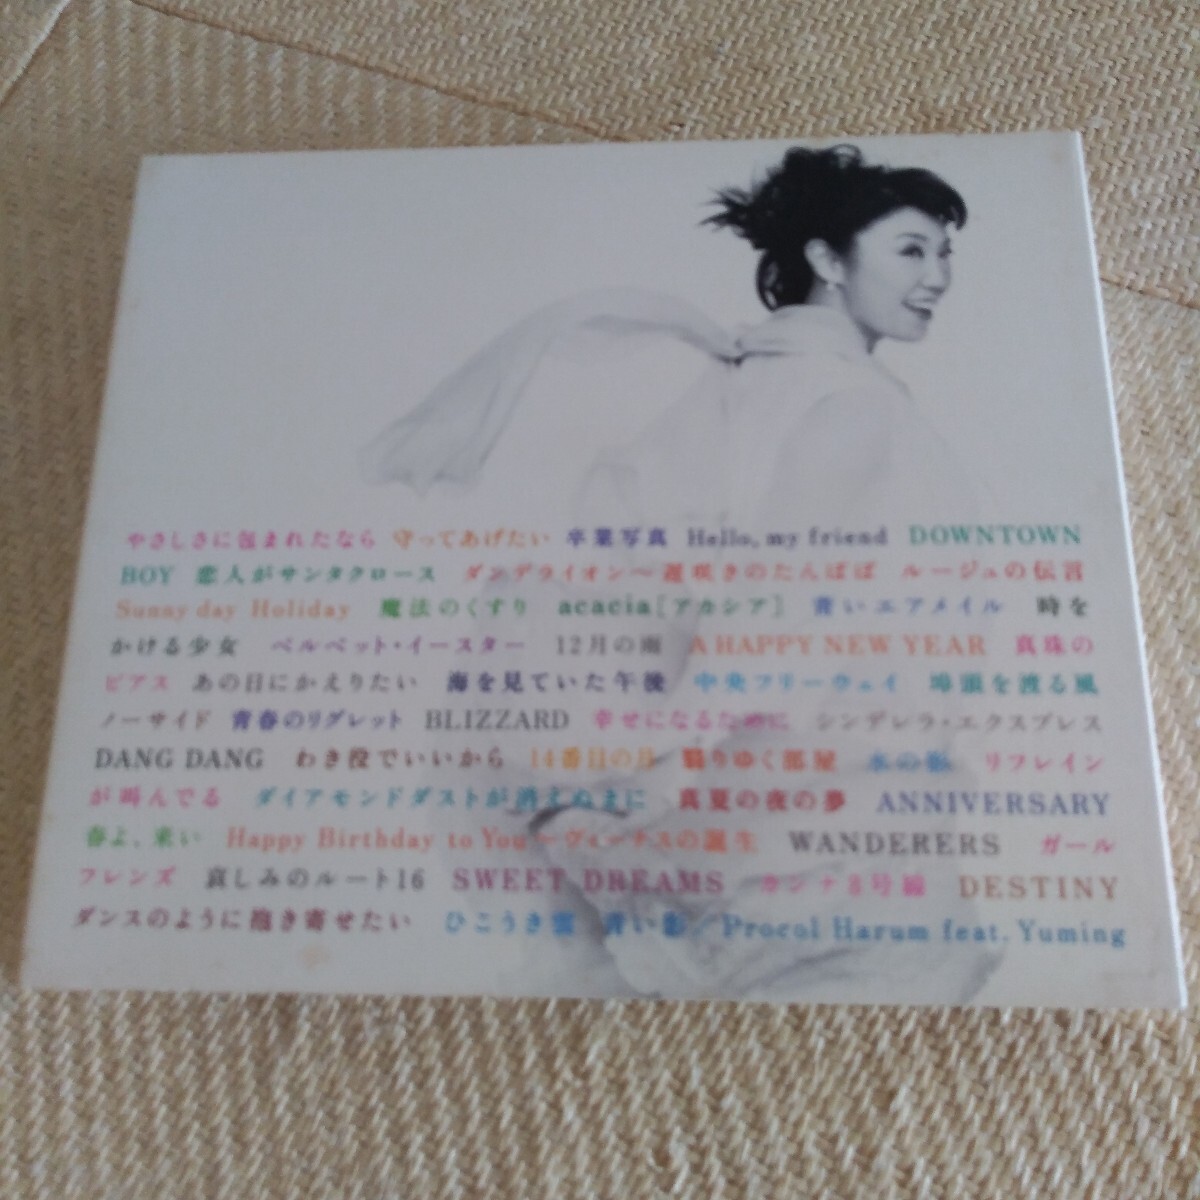 やさしさに包まれたなら 守ってあげたい 卒業写真 Hello, my friend DOWNTOWN
BOY 恋人がサンタクロース ダンデライオン〜遅咲きのたんぽぽ ルージュの伝言
Sunny day Holiday 魔法のくすり acacia[アカシア] 青いエアメイル 時を
かける少女 ベルベット・イースター 12月の雨 A HAPPY NEW YEAR 真珠の
ピアス あの日にかえりたい 海を見ていた午後 中央フリーウェイ 埠頭を渡る風
ノーサイド 青春のリグレット BLIZZARD 幸せになるために シンデレラ・エクスプレス
DANG DANG わき役でいいから 14番目の月 翳りゆく部屋 水の影 リフレイン
が叫んでる ダイアモンドダストが消えぬまに 真夏の夜の夢 ANNIVERSARY
春よ、来い Happy Birthday to You〜ヴィーナスの誕生 WANDERERS ガール
フレンズ 哀しみのルート16 SWEET DREAMS カンナ8号線 DESTINY
ダンスのように抱き寄せたい ひこうき雲 青い影／Procol Harum feat. Yuming